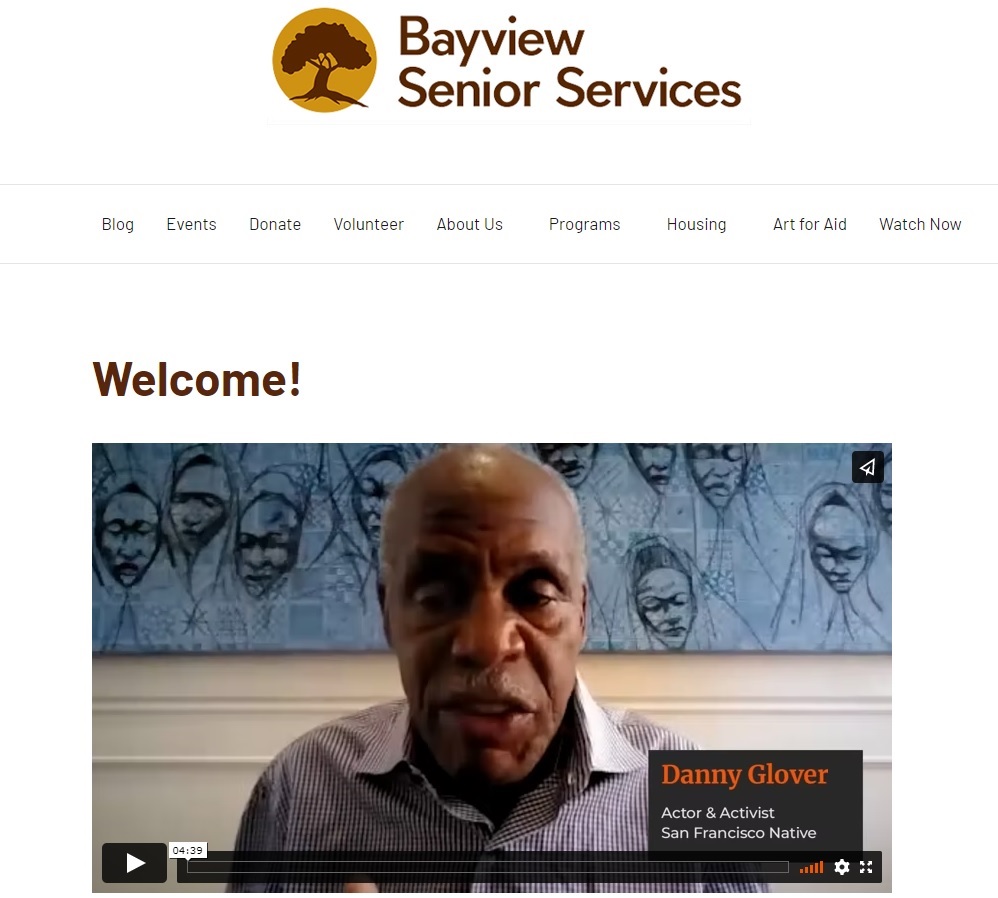 Bayview
Senior Services
Blog Events Donate Volunteer About Us Programs Housing Art for Aid Watch Now
Welcome!
Danny Glover
Actor & Activist
San Francisco Native
04:39